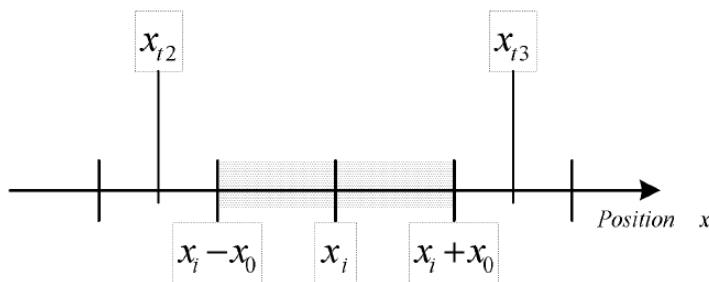 x_{t2} x_{t3}
Position x
x_i − x_0 x_i x_i + x_0